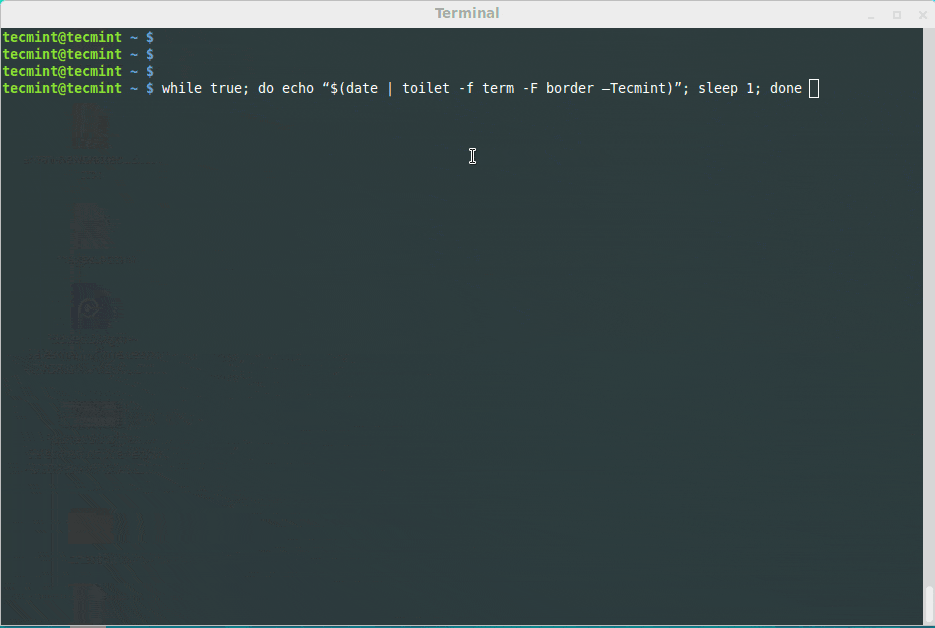 Terminal
tecmint@tecmint ~ $
tecmint@tecmint ~ $
tecmint@tecmint ~ $
tecmint@tecmint ~ $ while true; do echo “$(date | toilet -f term -F border –Tecmint)”; sleep 1; done